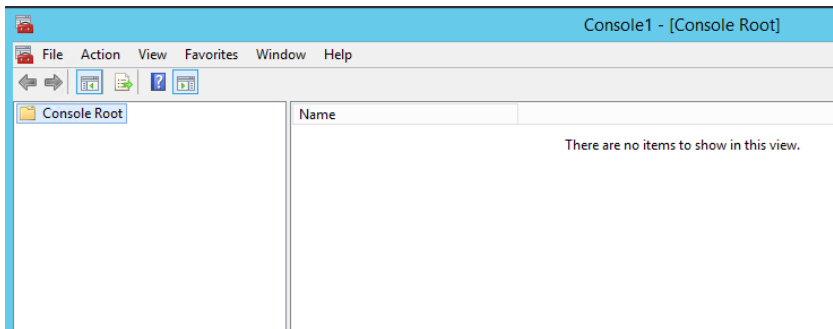 Console1 - [Console Root]
File Action View Favorites Window Help
Console Root
Name
There are no items to show in this view.